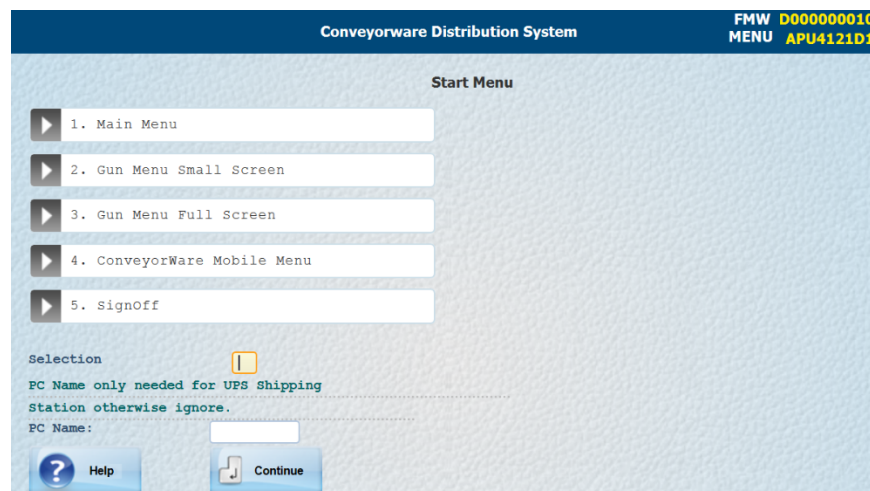 Conveyorware Distribution System
FMW D000000010
MENU APU4121D1
Start Menu
1. Main Menu
2. Gun Menu Small Screen
3. Gun Menu Full Screen
4. ConveyorWare Mobile Menu
5. SignOff
Selection
PC Name only needed for UPS Shipping
Station otherwise ignore.
PC Name:
? Help
Continue